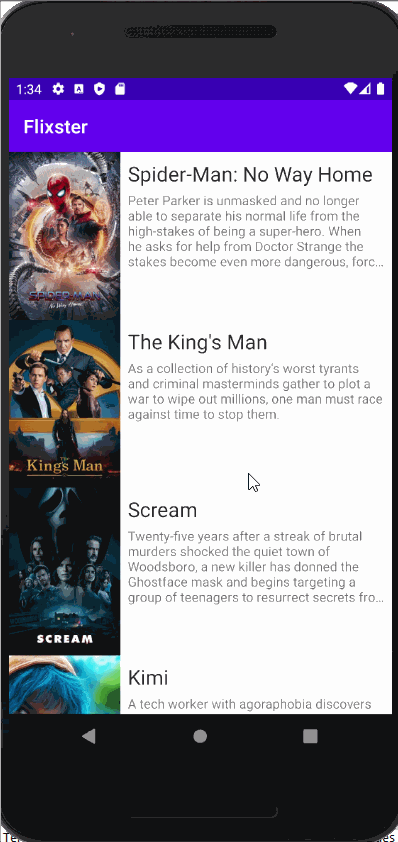 1:34
Flixster
Spider-Man: No Way Home
Peter Parker is unmasked and no longer
able to separate his normal life from the
high-stakes of being a super-hero. When
he asks for help from Doctor Strange the
stakes become even more dangerous, forc...
SPIDER-MAN
No Way Home
The King's Man
As a collection of history's worst tyrants
and criminal masterminds gather to plot a
war to wipe out millions, one man must race
against time to stop them.
The
King's Man
Scream
Twenty-five years after a streak of brutal
murders shocked the quiet town of
Woodsboro, a new killer has donned the
Ghostface mask and begins targeting a
group of teenagers to resurrect secrets fro...
SCREAM
Kimi
A tech worker with agoraphobia discovers